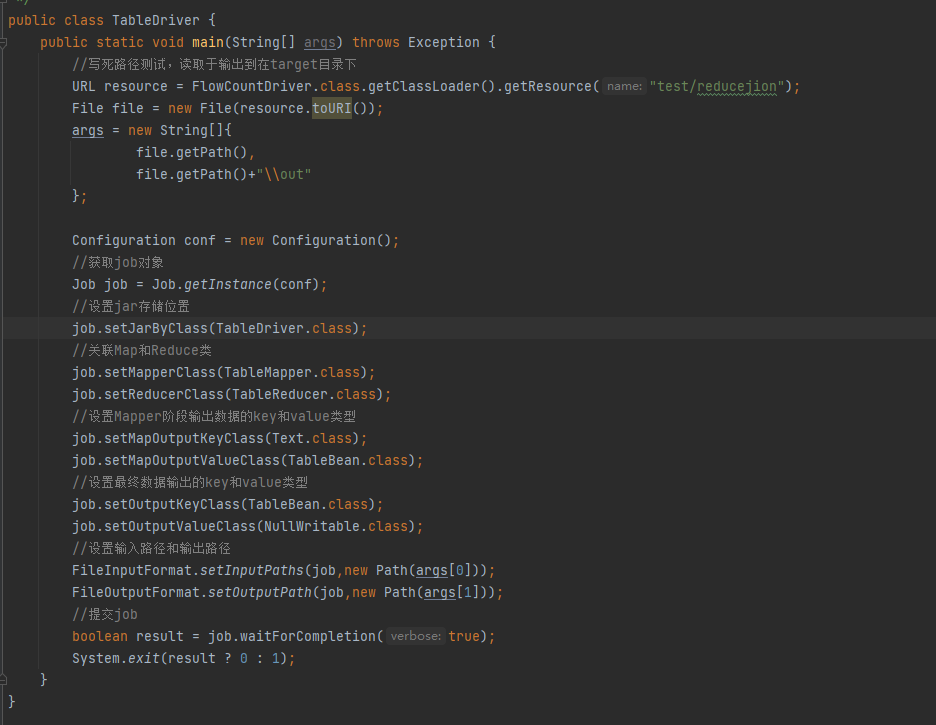 */
public class TableDriver {
public static void main(String[] args) throws Exception {
//写死路径测试，读取于输出到在target目录下
URL resource = FlowCountDriver.class.getClassLoader().getResource( name: "test/reducejion");
File file = new File(resource.toURI());
args = new String[]{
file.getPath(),
file.getPath()+"\\out"
};
Configuration conf = new Configuration();
//获取job对象
Job job = Job.getInstance(conf);
//设置jar存储位置
job.setJarByClass(TableDriver.class);
//关联Map和Reduce类
job.setMapperClass(TableMapper.class);
job.setReducerClass(TableReducer.class);
//设置Mapper阶段输出数据的key和value类型
job.setMapOutputKeyClass(Text.class);
job.setMapOutputValueClass(TableBean.class);
//设置最终数据输出的key和value类型
job.setOutputKeyClass(TableBean.class);
job.setOutputValueClass(NullWritable.class);
//设置输入路径和输出路径
FileInputFormat.setInputPaths(job,new Path(args[0]));
FileOutputFormat.setOutputPath(job,new Path(args[1]));
//提交job
boolean result = job.waitForCompletion( verbose: true);
System.exit(result ? 0 : 1);
}
}